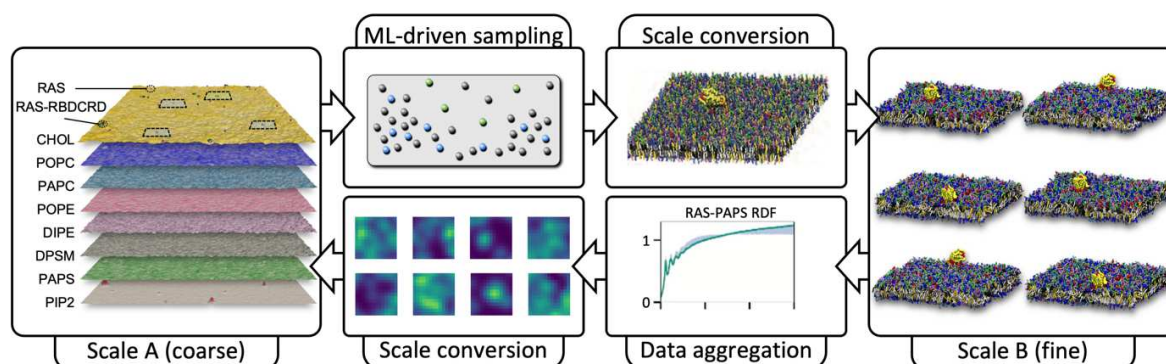 ML-driven sampling
Scale conversion
RAS
RAS-RBDCRD
CHOL
POPC
PAPC
POPE
DIPE
DPSM
PAPS
PIP2
RAS-PAPS RDF
1
0
Scale A (coarse)
Scale conversion
Data aggregation
Scale B (fine)